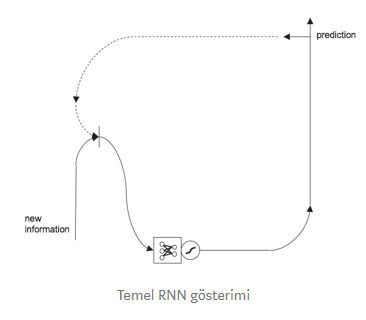 prediction
new
information
Temel RNN gösterimi